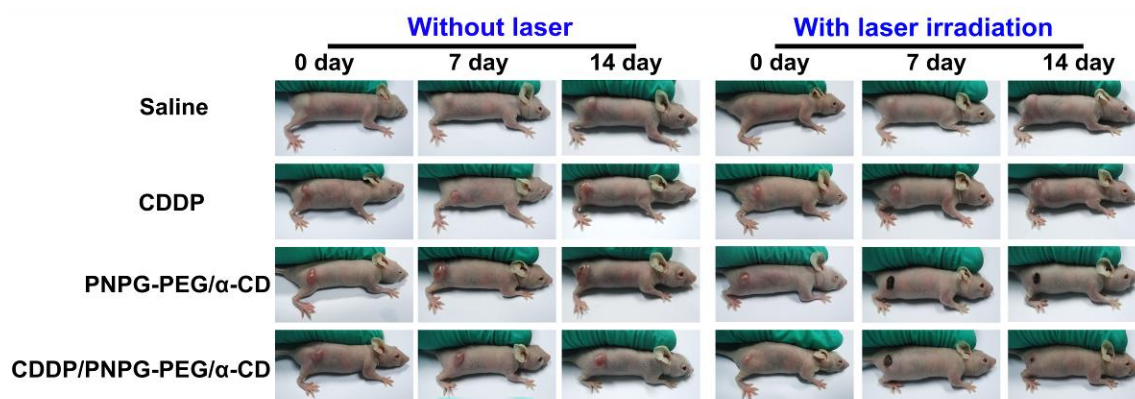 Without laser
With laser irradiation
0 day 7 day 14 day 0 day 7 day 14 day
Saline
CDDP
PNPG-PEG/α-CD
CDDP/PNPG-PEG/α-CD